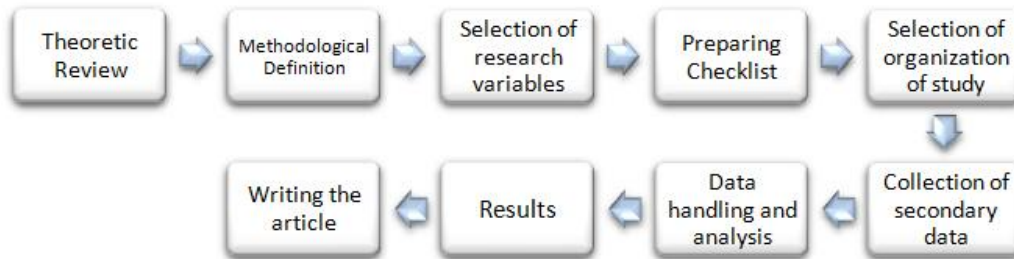 Theoretic
Review
Methodological
Definition
Selection of
research
variables
Preparing
Checklist
Selection of
organization
of study
Writing the
article
Results
Data
handling and
analysis
Collection of
secondary
data